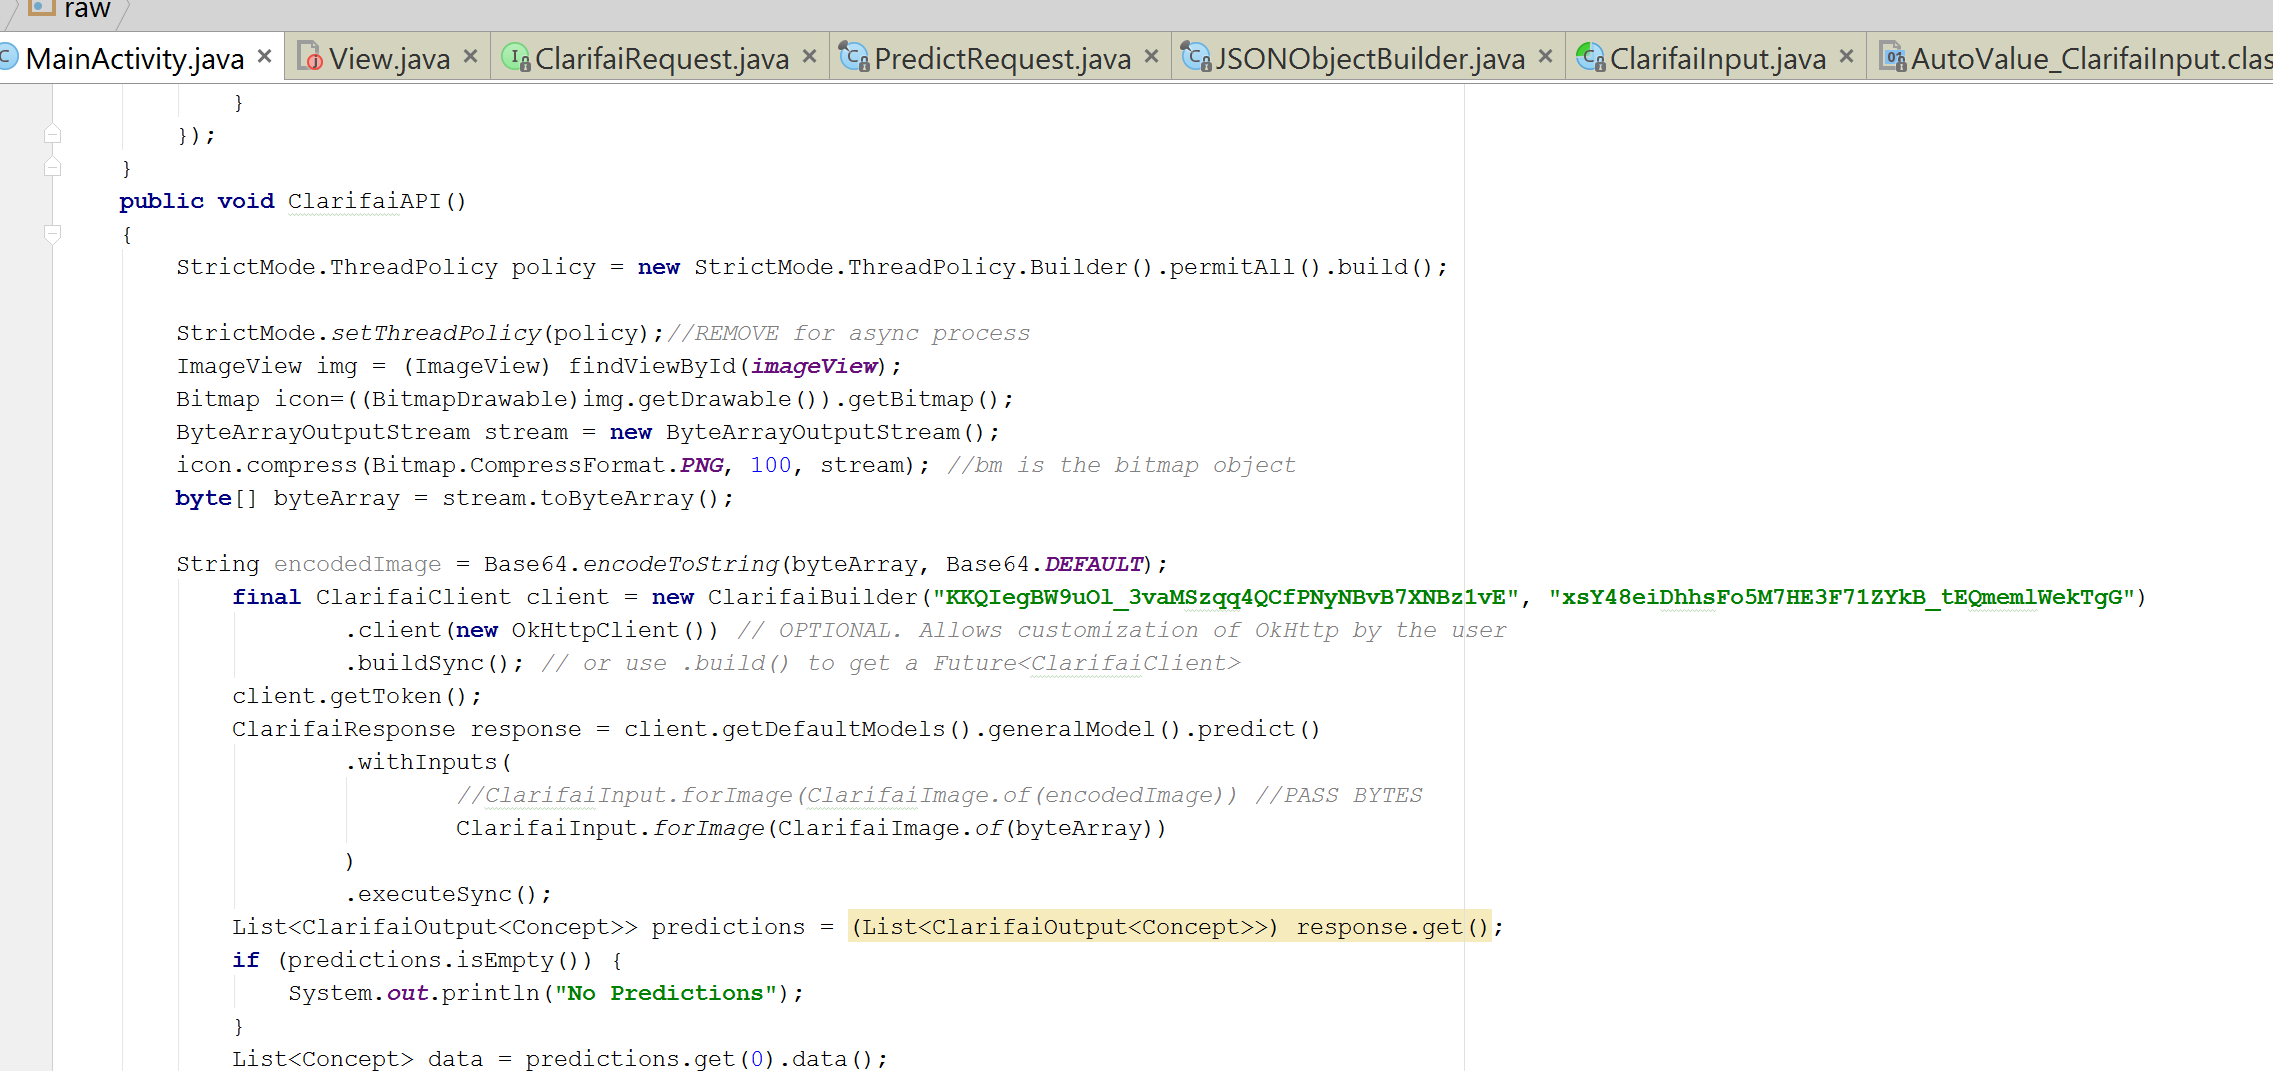 raw
MainActivity.java View.java ClarifaiRequest.java PredictRequest.java JSONObjectBuilder.java ClarifaiInput.java AutoValue_ClarifaiInput.clas
}
});
}
public void ClarifaiAPI()
{
StrictMode.ThreadPolicy policy = new StrictMode.ThreadPolicy.Builder().permitAll().build();
StrictMode.setThreadPolicy(policy);//REMOVE for async process
ImageView img = (ImageView) findViewById(imageView);
Bitmap icon=((BitmapDrawable)img.getDrawable()).getBitmap();
ByteArrayOutputStream stream = new ByteArrayOutputStream();
icon.compress(Bitmap.CompressFormat.PNG, 100, stream); //bm is the bitmap object
byte[] byteArray = stream.toByteArray();
String encodedImage = Base64.encodeToString(byteArray, Base64.DEFAULT);
final ClarifaiClient client = new ClarifaiBuilder("KKQIegBW9uOl_3vaMSzqq4QCfPNyNBvB7XNBz1vE", "xsY48eiDhhsFo5M7HE3F71ZYkB_tEQmemlWekTgG")
.client(new OkHttpClient()) // OPTIONAL. Allows customization of OkHttp by the user
.buildSync(); // or use .build() to get a Future<ClarifaiClient>
client.getToken();
ClarifaiResponse response = client.getDefaultModels().generalModel().predict()
.withInputs(
//ClarifaiInput.forImage(ClarifaiImage.of(encodedImage)) //PASS BYTES
ClarifaiInput.forImage(ClarifaiImage.of(byteArray))
)
.executeSync();
List<ClarifaiOutput<Concept>> predictions = (List<ClarifaiOutput<Concept>>) response.get();
if (predictions.isEmpty()) {
System.out.println("No Predictions");
}
List<Concept> data = predictions.get(0).data();